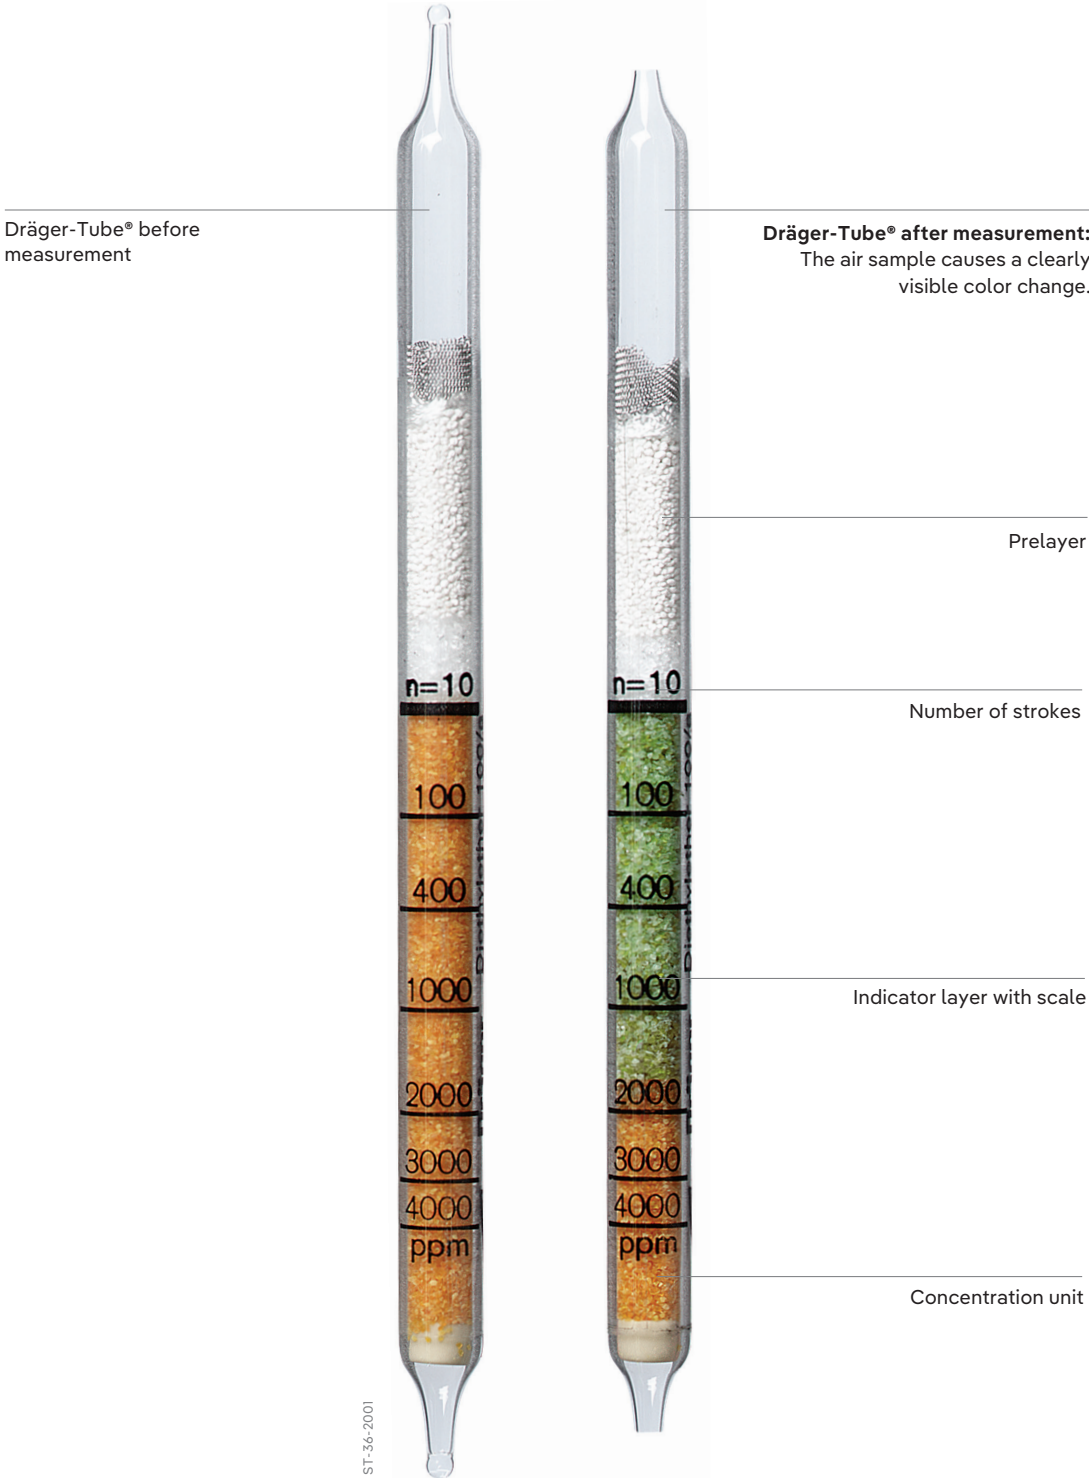 Dräger-Tube® before
measurement
Dräger-Tube® after measurement:
The air sample causes a clearly
visible color change.
Prelayer
n=10
n=10
Number of strokes
100
100
400
400
1000
1000
Indicator layer with scale
2000
2000
3000
3000
4000
4000
ppm
ppm
Concentration unit
ST-36-2001